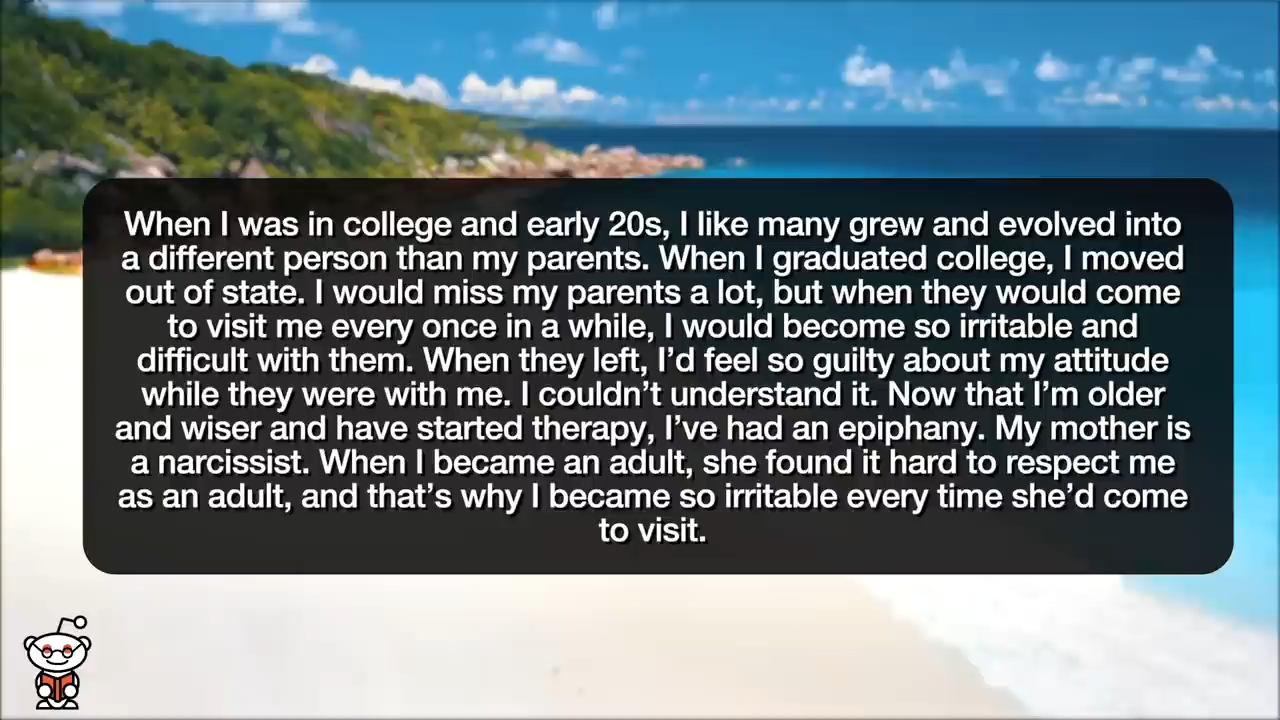 When I was in college and early 20s, I like many grew and evolved into
a different person than my parents. When I graduated college, I moved
out of state. I would miss my parents a lot, but when they would come
to visit me every once in a while, I would become so irritable and
difficult with them. When they left, I’d feel so guilty about my attitude
while they were with me. I couldn’t understand it. Now that I’m older
and wiser and have started therapy, I’ve had an epiphany. My mother is
a narcissist. When I became an adult, she found it hard to respect me
as an adult, and that’s why I became so irritable every time she’d come
to visit.